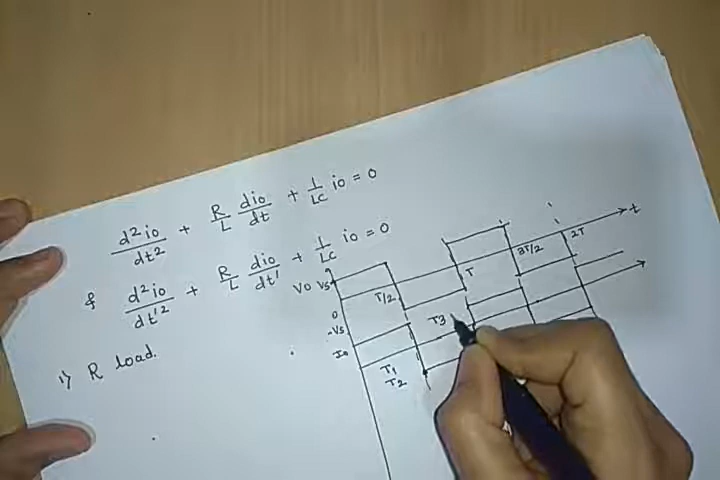 d²io/dt² + R/L dio/dt + 1/LC io = 0
& d²io/dt'² + R/L dio/dt' + 1/LC io = 0
1) R load.
Vo Vs
0
-Vs
Io
T/2
T
3T/2
2T
t
T1
T2
T3